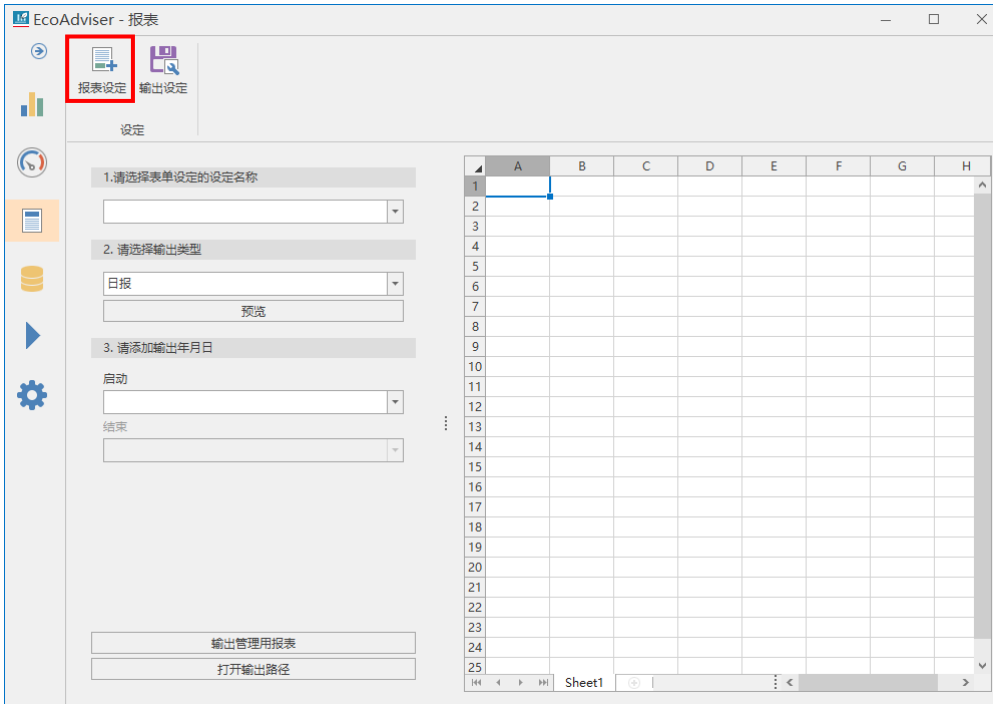 EcoAdviser - 报表
报表设定 输出设定
设定
1.请选择表单设定的设定名称
2. 请选择输出类型
日报
预览
3. 请添加输出年月日
启动
结束
输出管理用报表
打开输出路径
A B C D E F G H
1
2
3
4
5
6
7
8
9
10
11
12
13
14
15
16
17
18
19
20
21
22
23
24
25
Sheet1